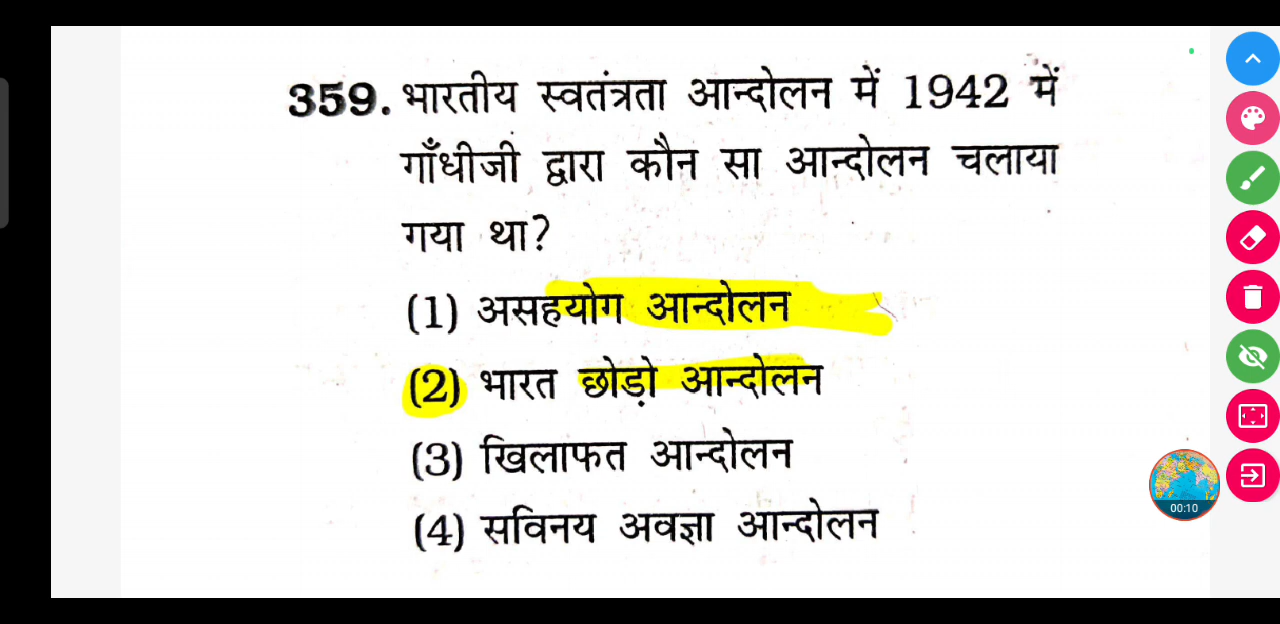 359. भारतीय स्वतंत्रता आन्दोलन में 1942 में
गाँधीजी द्वारा कौन सा आन्दोलन चलाया
गया था?
(1) असहयोग आन्दोलन
(2) भारत छोड़ो आन्दोलन
(3) खिलाफत आन्दोलन
(4) सविनय अवज्ञा आन्दोलन
00:10